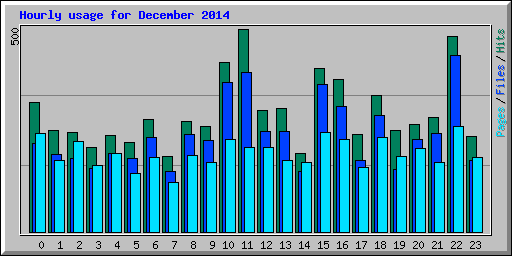 Hourly usage for December 2014
500
Pages / Files / Hits
0 1 2 3 4 5 6 7 8 9 10 11 12 13 14 15 16 17 18 19 20 21 22 23